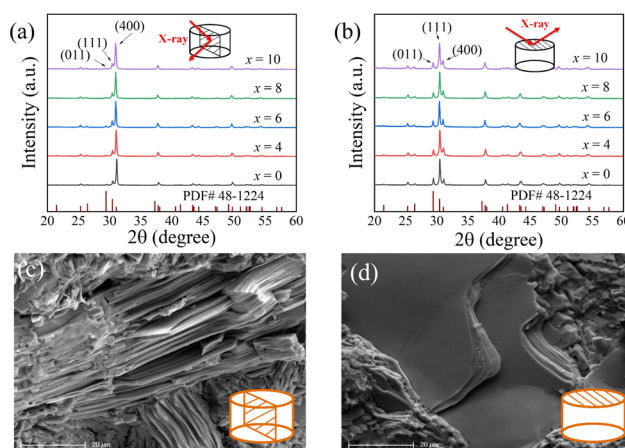 (a)
X-ray
(400)
(111)
(011)
x = 10
x = 8
x = 6
x = 4
x = 0
PDF# 48-1224
Intensity (a.u.)
20 25 30 35 40 45 50 55 60
2θ (degree)
(b)
X-ray
(111)
(011)
(400)
x = 10
x = 8
x = 6
x = 4
x = 0
PDF# 48-1224
Intensity (a.u.)
20 25 30 35 40 45 50 55 60
2θ (degree)
(c)
20 μm
(d)
20 μm